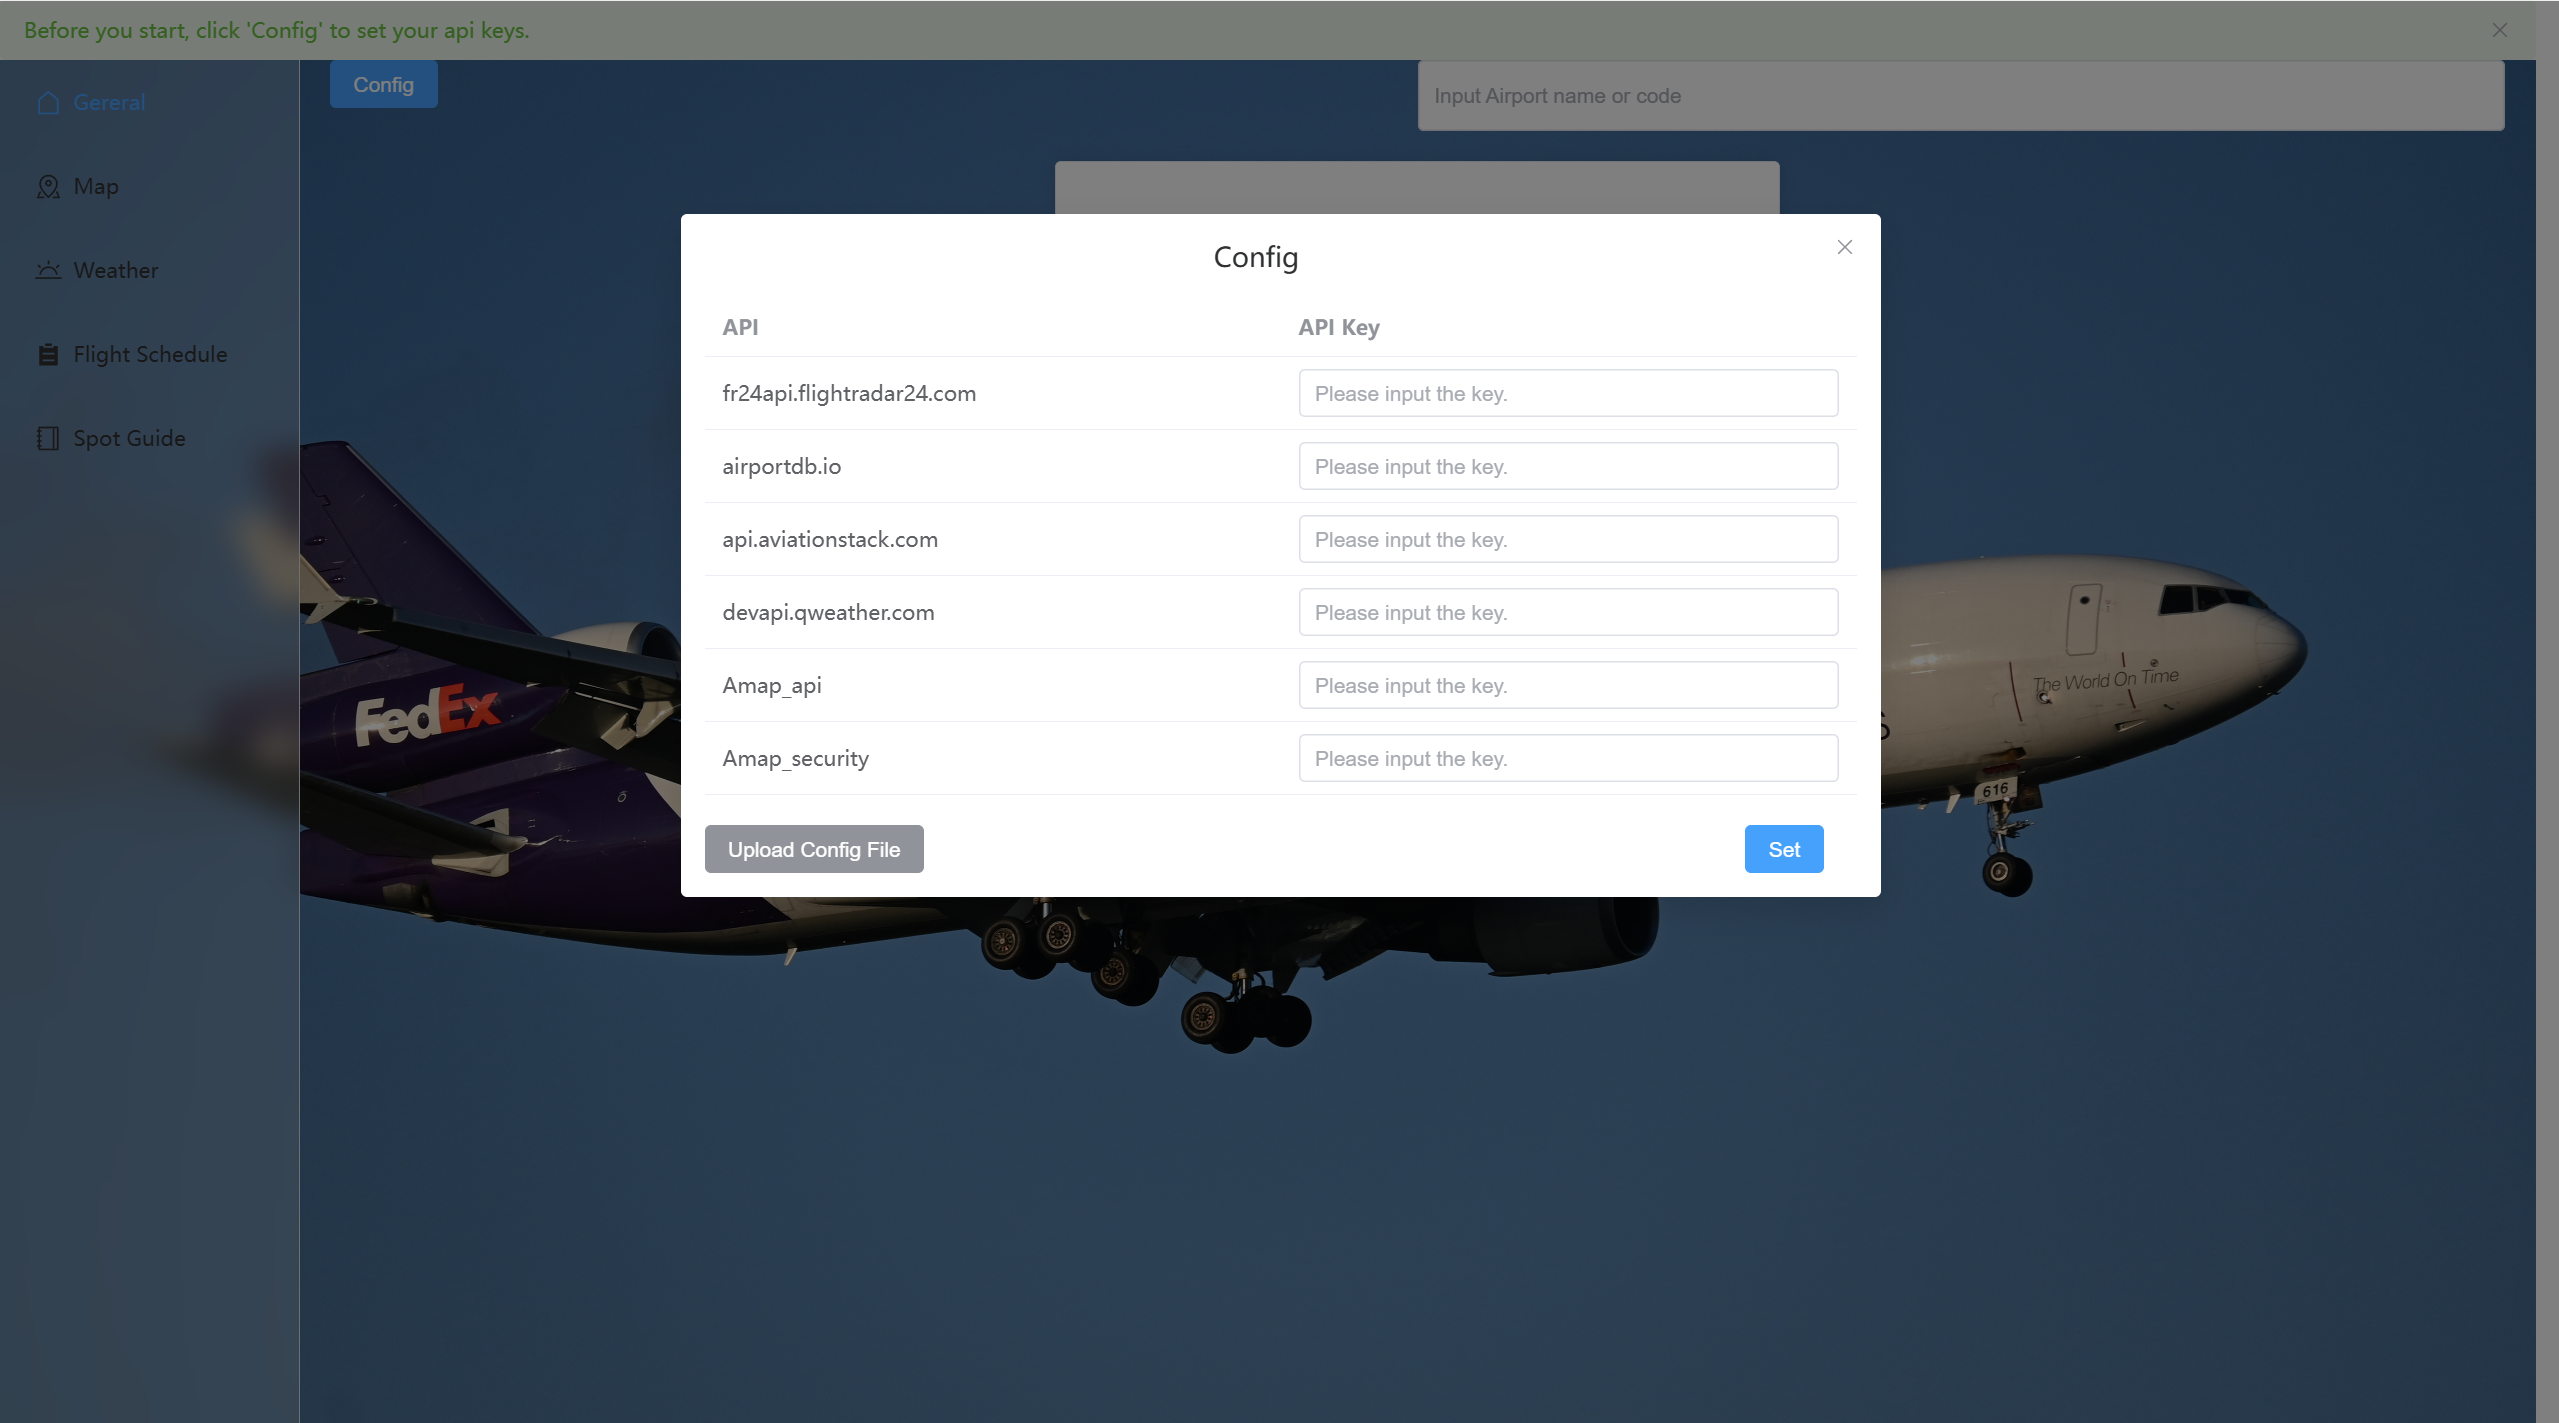 Before you start, click 'Config' to set your api keys.
Config
Input Airport name or code
Gereral
Map
Weather
Flight Schedule
Spot Guide
Config
API API Key
fr24api.flightradar24.com Please input the key.
airportdb.io Please input the key.
api.aviationstack.com Please input the key.
devapi.qweather.com Please input the key.
Amap_api Please input the key.
Amap_security Please input the key.
Upload Config File Set
FedEx
The World On Time
616